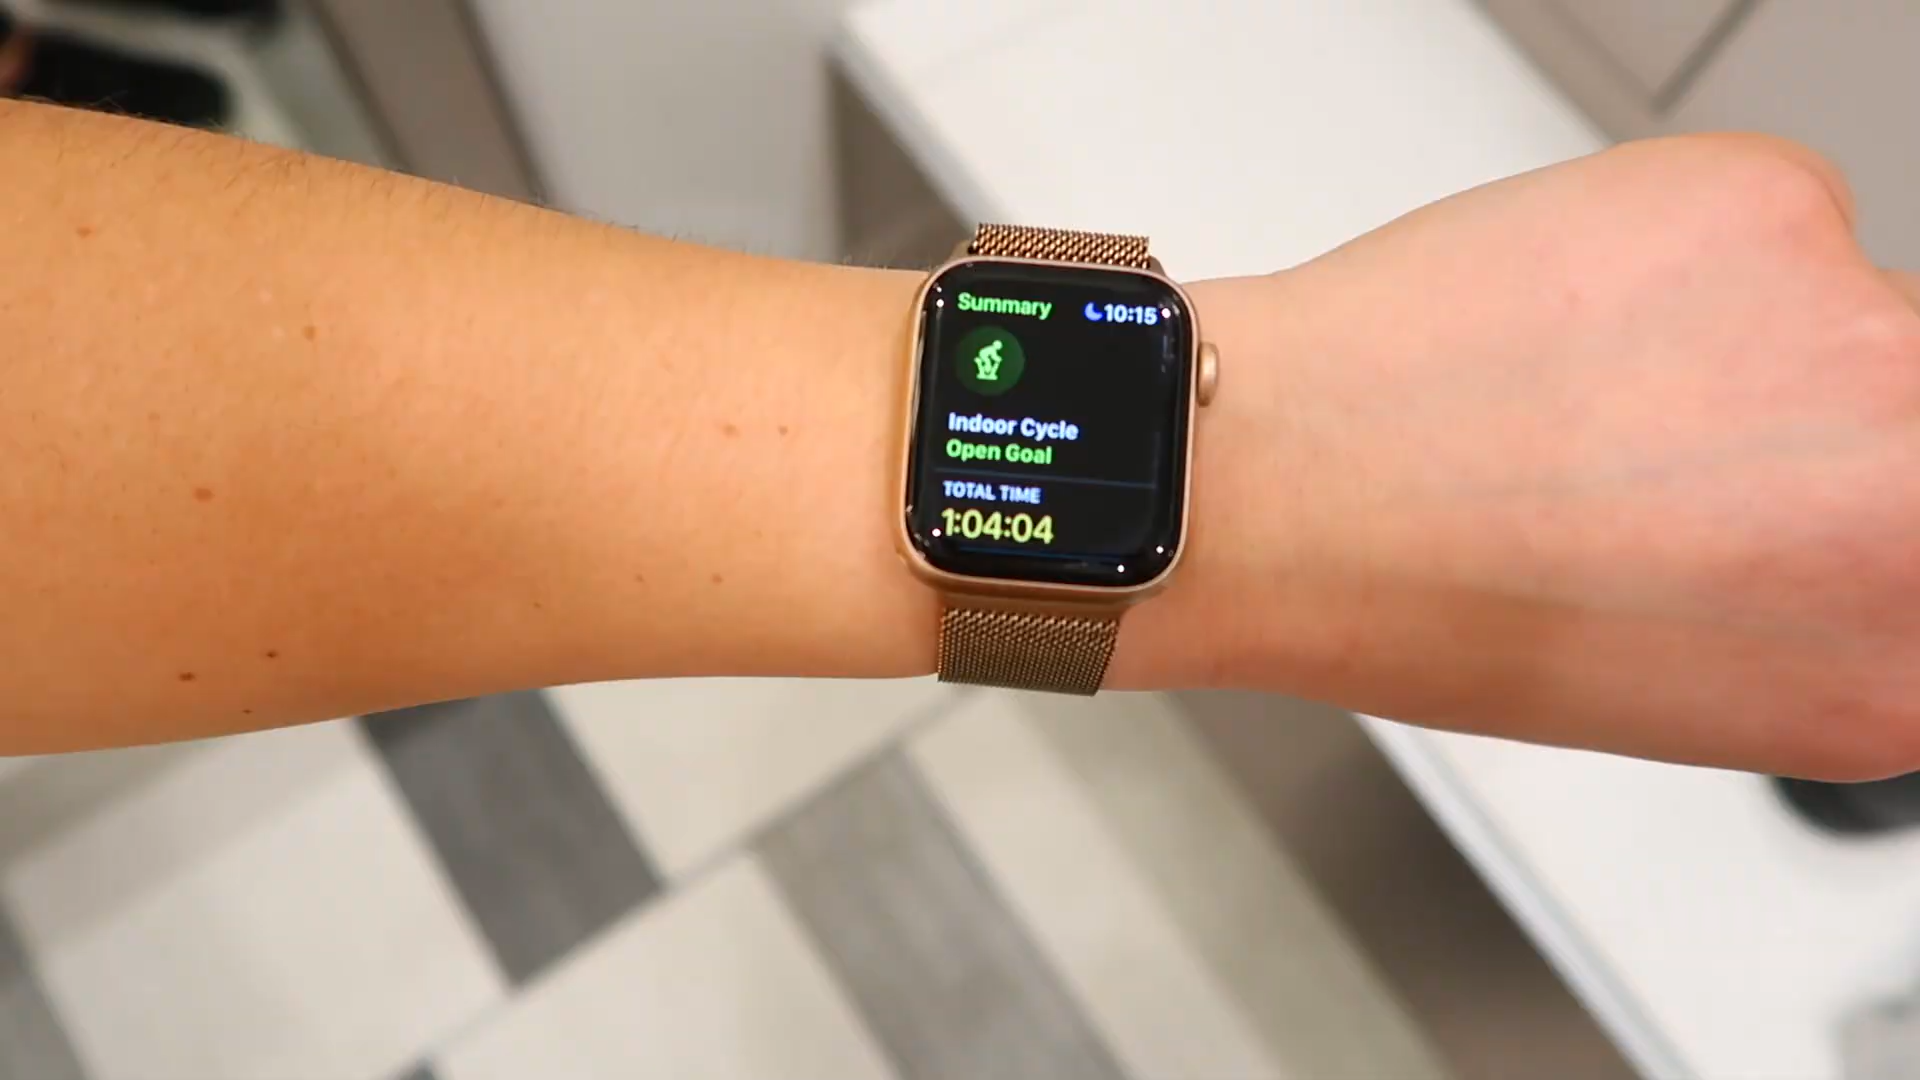 Summary 10:15
Indoor Cycle
Open Goal
TOTAL TIME
1:04:04